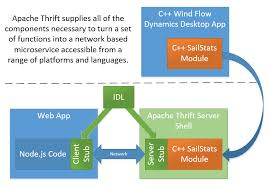 Apache Thrift supplies all of the
components necessary to turn a set
of functions into a network based
microservice accessible from a
range of platforms and languages.
C++ Wind Flow
Dynamics Desktop App
C++ SailStats
Module
IDL
Web App
Apache Thrift Server
Shell
Node.js Code
Client
Stub
Network
Server
Stub
C++ SailStats
Module